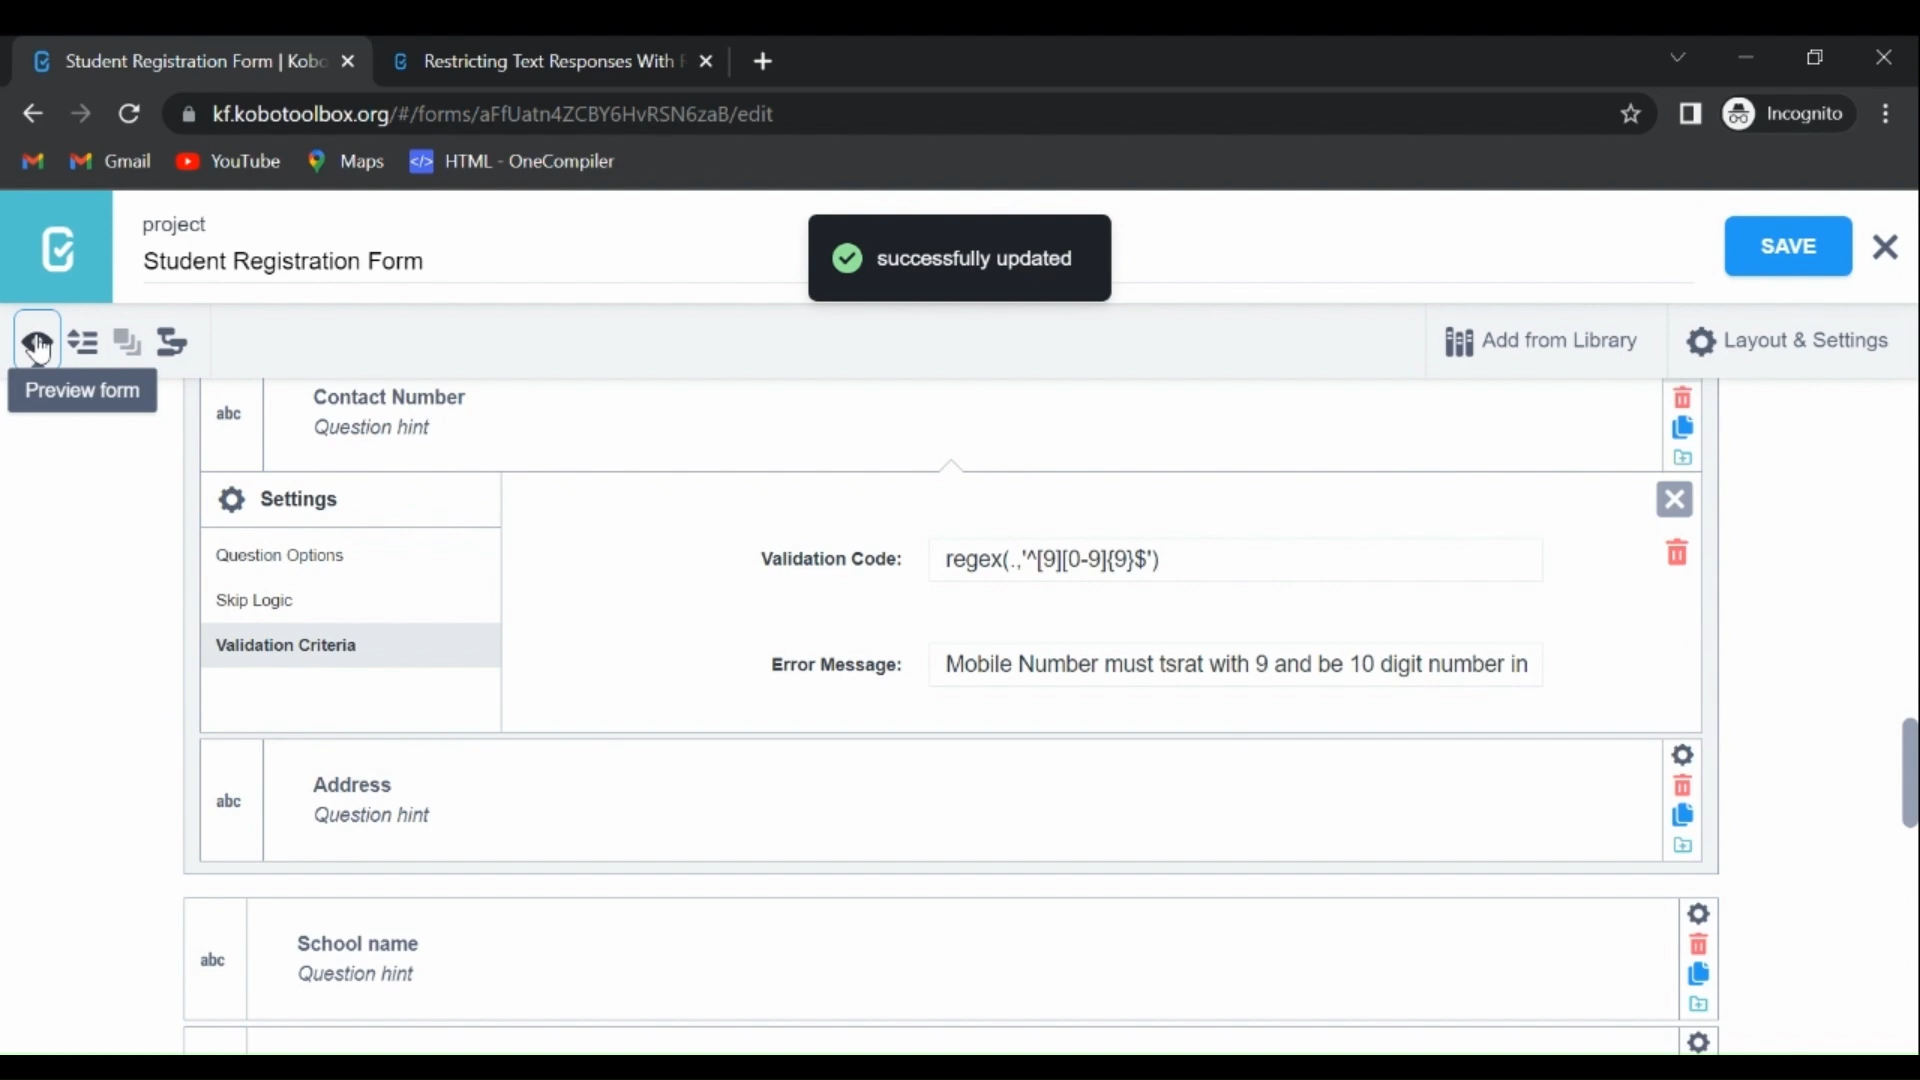 Student Registration Form | Kobo
Restricting Text Responses With
kf.kobotoolbox.org/#/forms/aFfUatn4ZCBY6HvRSN6zaB/edit
Incognito
Gmail
YouTube
Maps
HTML - OneCompiler
project
Student Registration Form
successfully updated
SAVE
Add from Library
Layout & Settings
Preview form
abc
Contact Number
Question hint
Settings
Question Options
Skip Logic
Validation Criteria
Validation Code:
regex(.,'^[9][0-9]{9}$')
Error Message:
Mobile Number must tsrat with 9 and be 10 digit number in
abc
Address
Question hint
abc
School name
Question hint